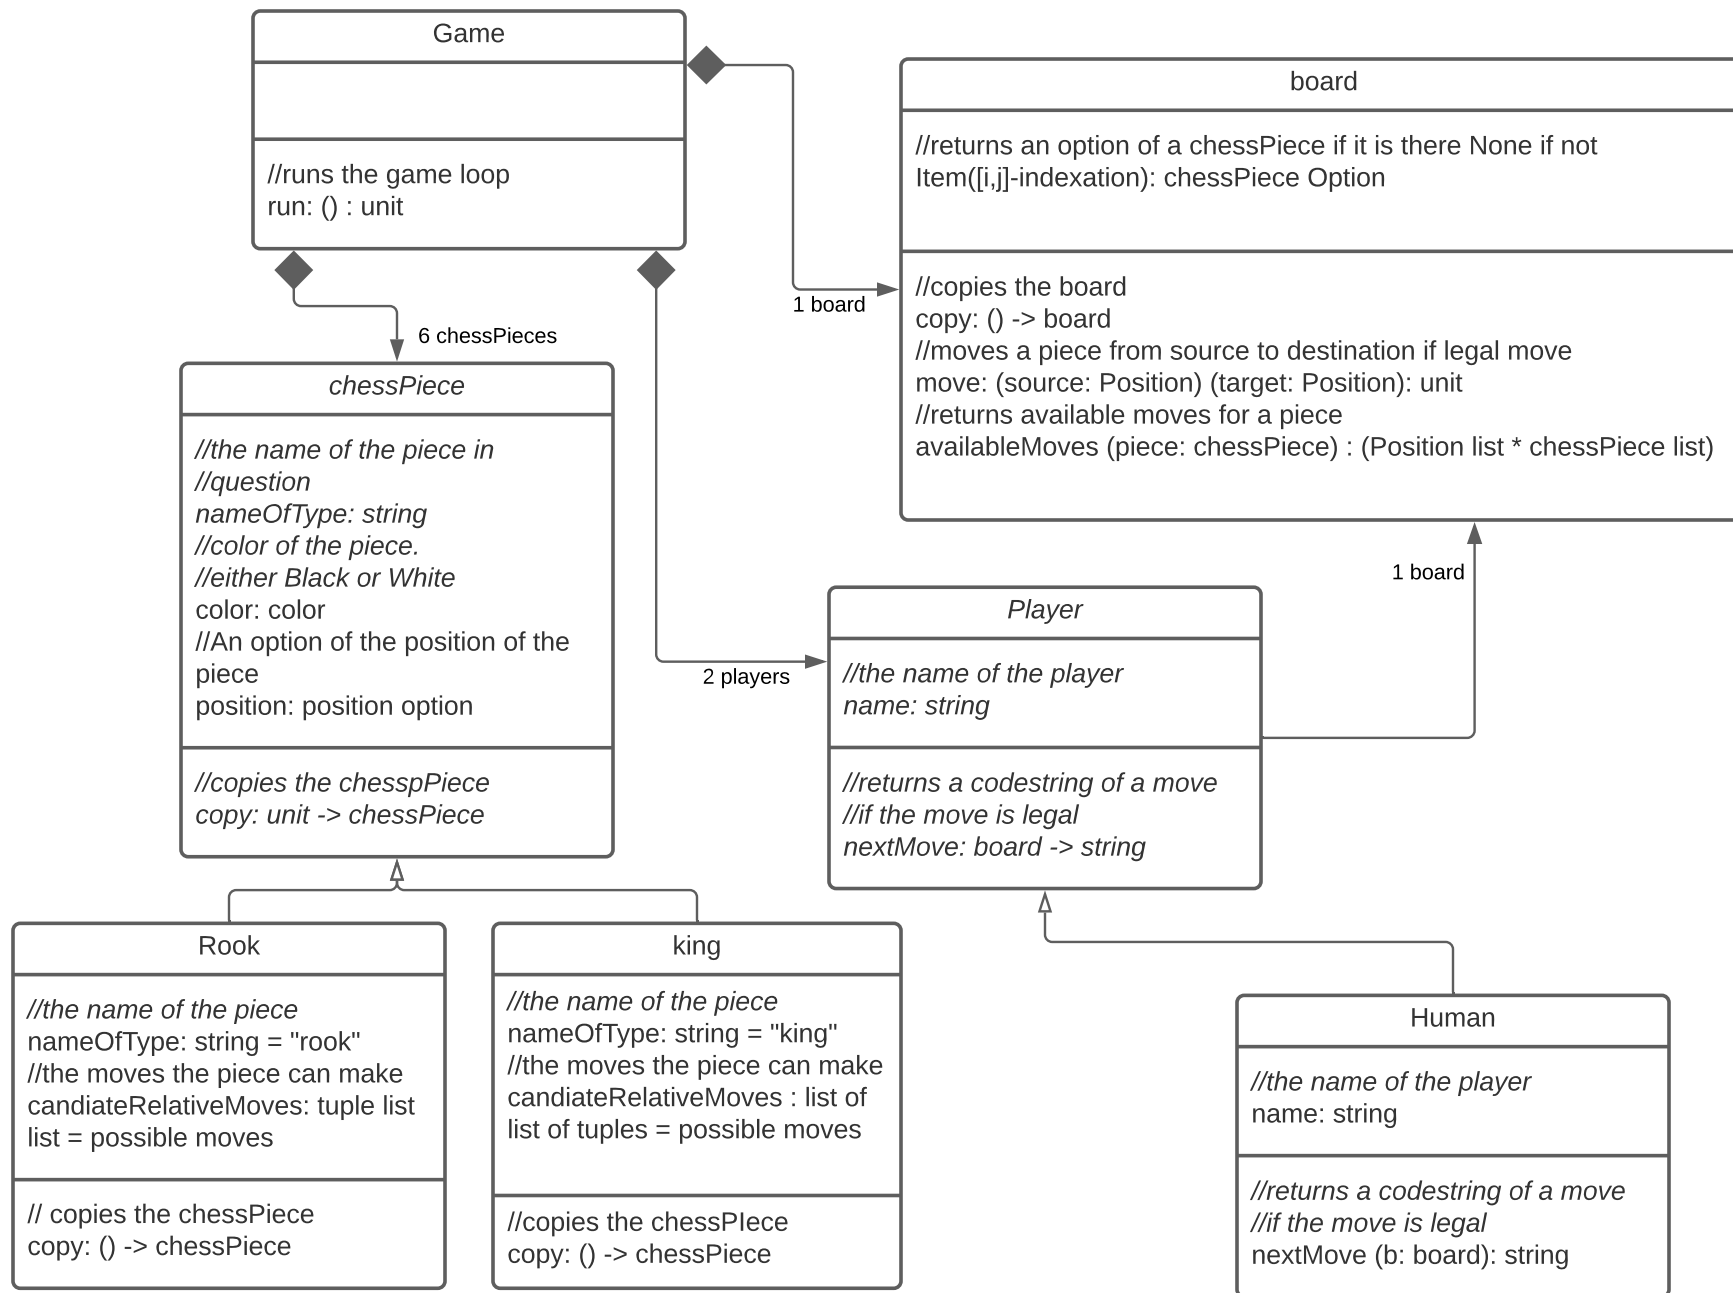 Game
//runs the game loop
run: () : unit
1 board
board
//returns an option of a chessPiece if it is there None if not
Item([i,j]-indexation): chessPiece Option
//copies the board
copy: () -> board
//moves a piece from source to destination if legal move
move: (source: Position) (target: Position): unit
//returns available moves for a piece
availableMoves (piece: chessPiece) : (Position list * chessPiece list)
6 chessPieces
chessPiece
//the name of the piece in
//question
nameOfType: string
//color of the piece.
//either Black or White
color: color
//An option of the position of the
piece
position: position option
//copies the chesspPiece
copy: unit -> chessPiece
2 players
1 board
Player
//the name of the player
name: string
//returns a codestring of a move
//if the move is legal
nextMove: board -> string
Rook
//the name of the piece
nameOfType: string = "rook"
//the moves the piece can make
candiateRelativeMoves: tuple list
list = possible moves
// copies the chessPiece
copy: () -> chessPiece
king
//the name of the piece
nameOfType: string = "king"
//the moves the piece can make
candiateRelativeMoves : list of
list of tuples = possible moves
//copies the chessPIece
copy: () -> chessPiece
Human
//the name of the player
name: string
//returns a codestring of a move
//if the move is legal
nextMove (b: board): string